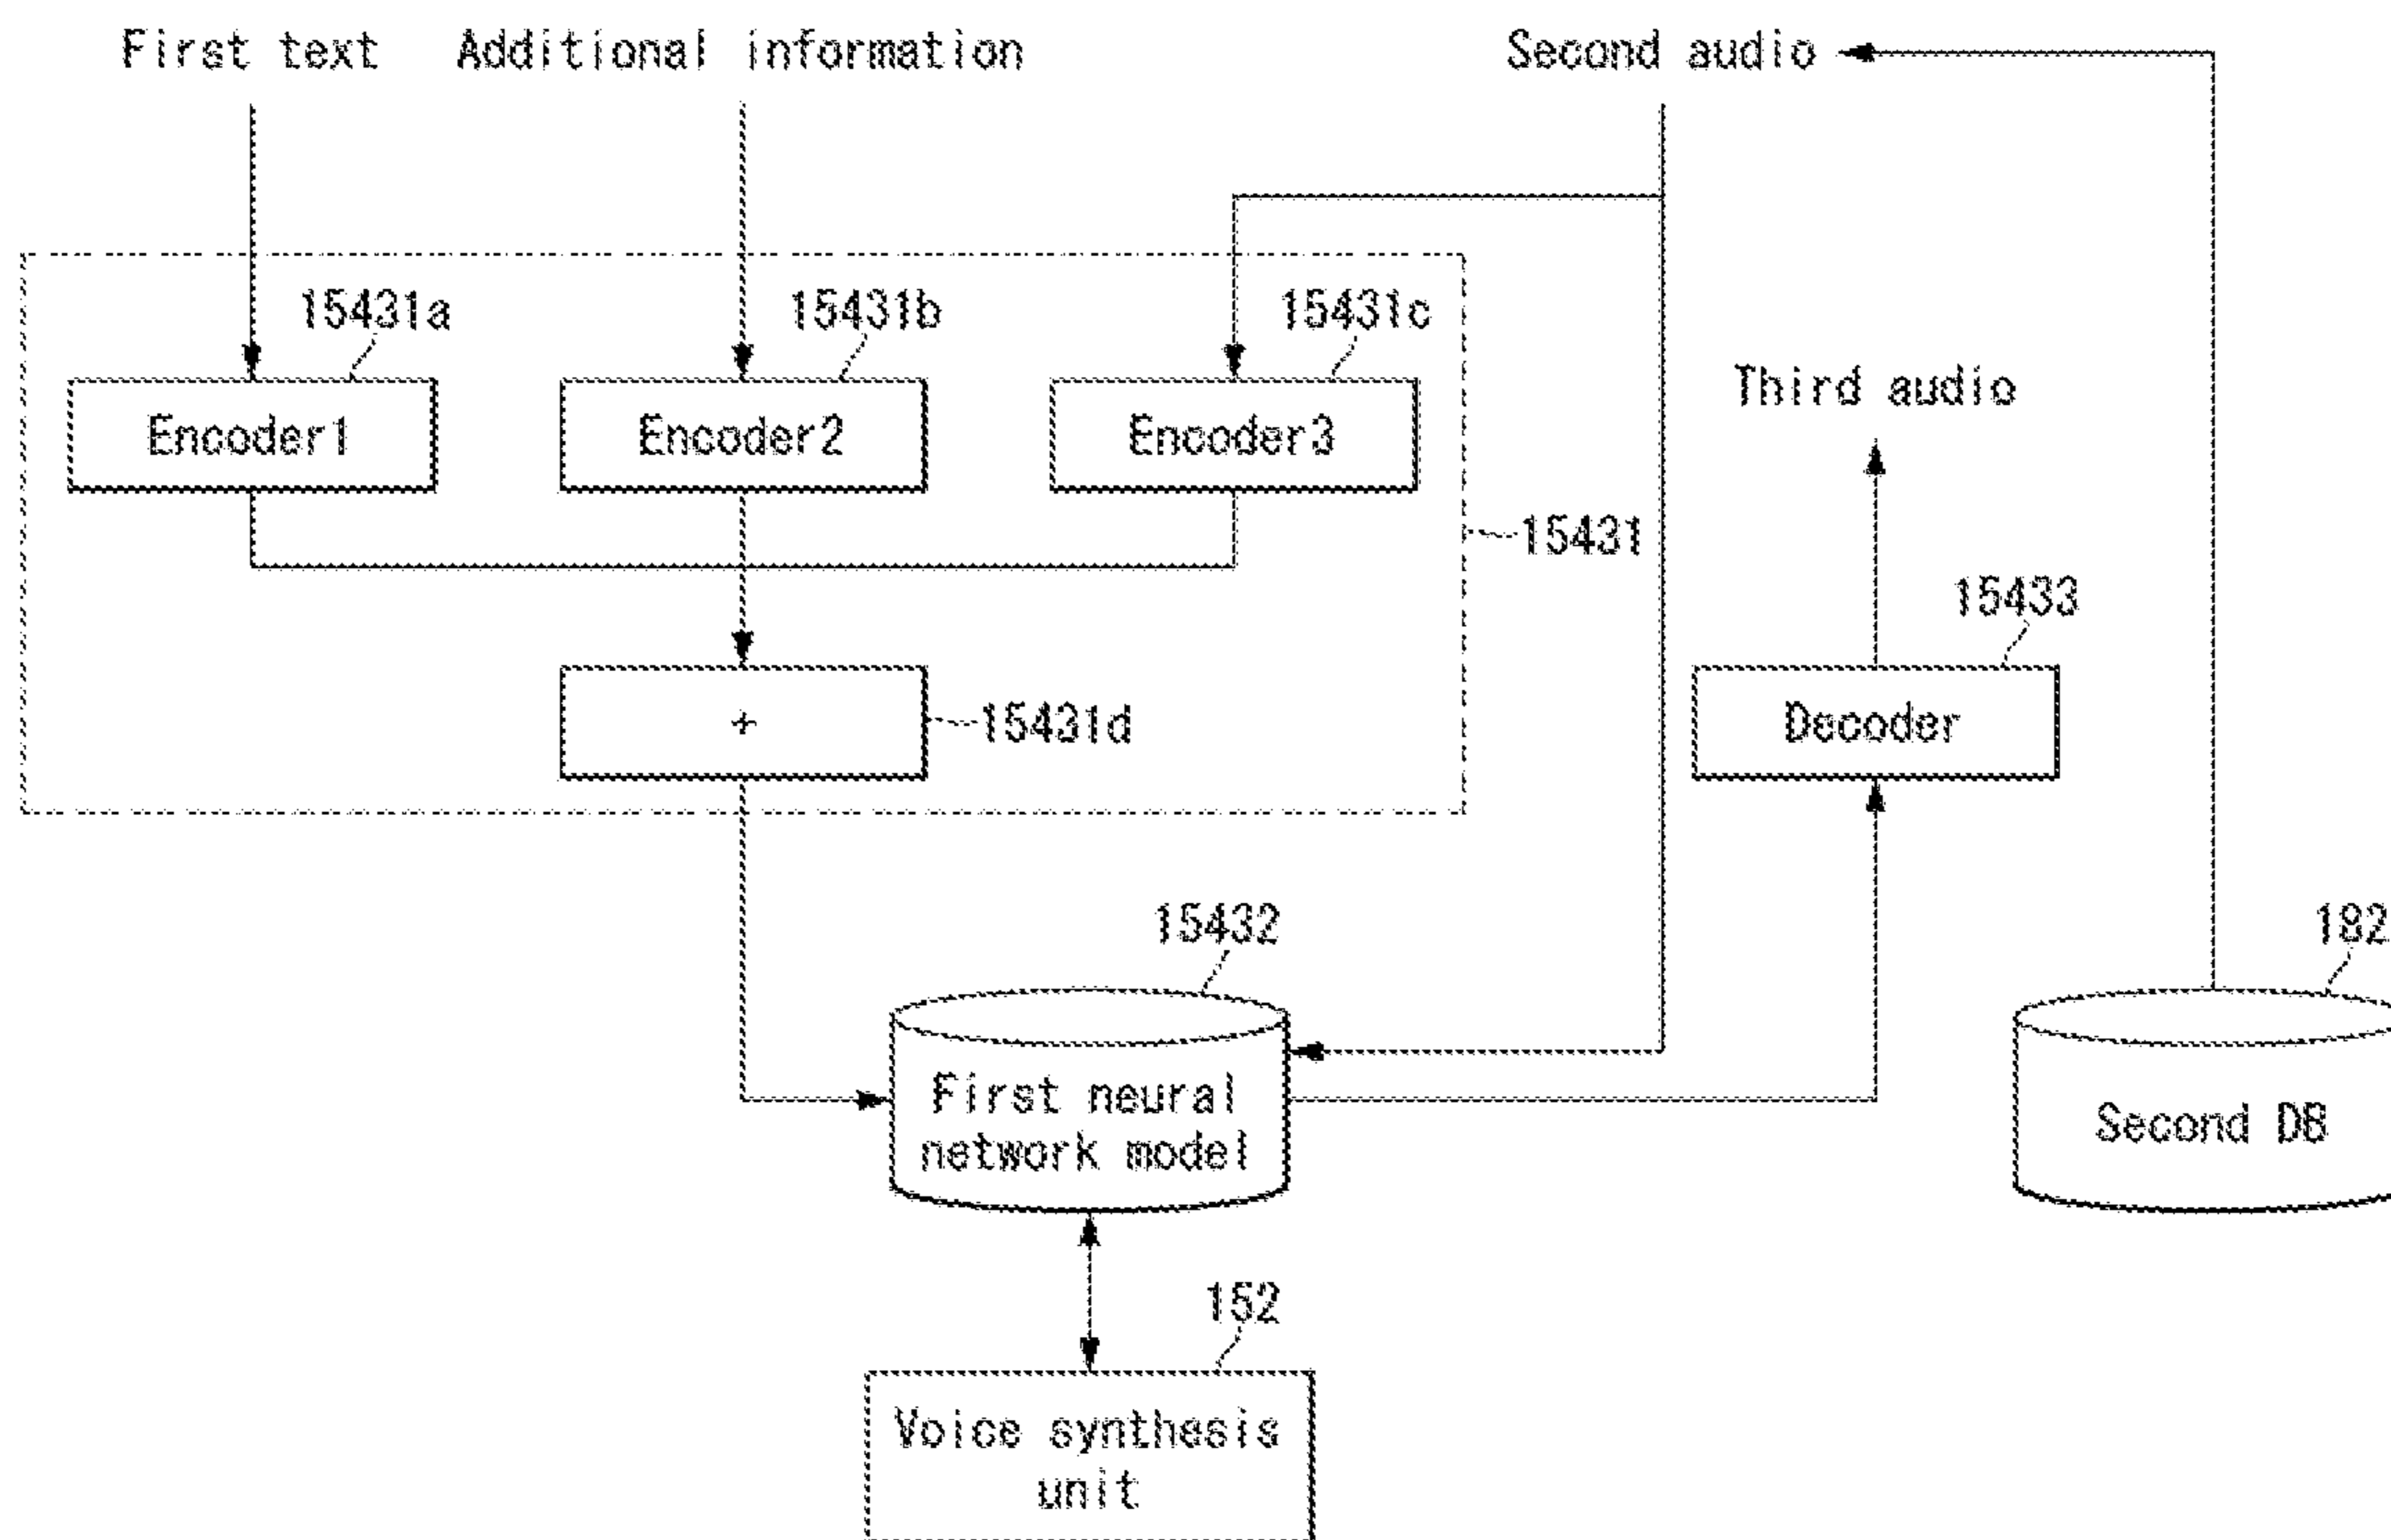 First text
Additional information
Second audio
15431a
15431b
15431c
Encoder1
Encoder2
Encoder3
Third audio
15431
15433
+
15431d
Decoder
15432
182
First neural
network model
Second DB
152
Voice synthesis
unit